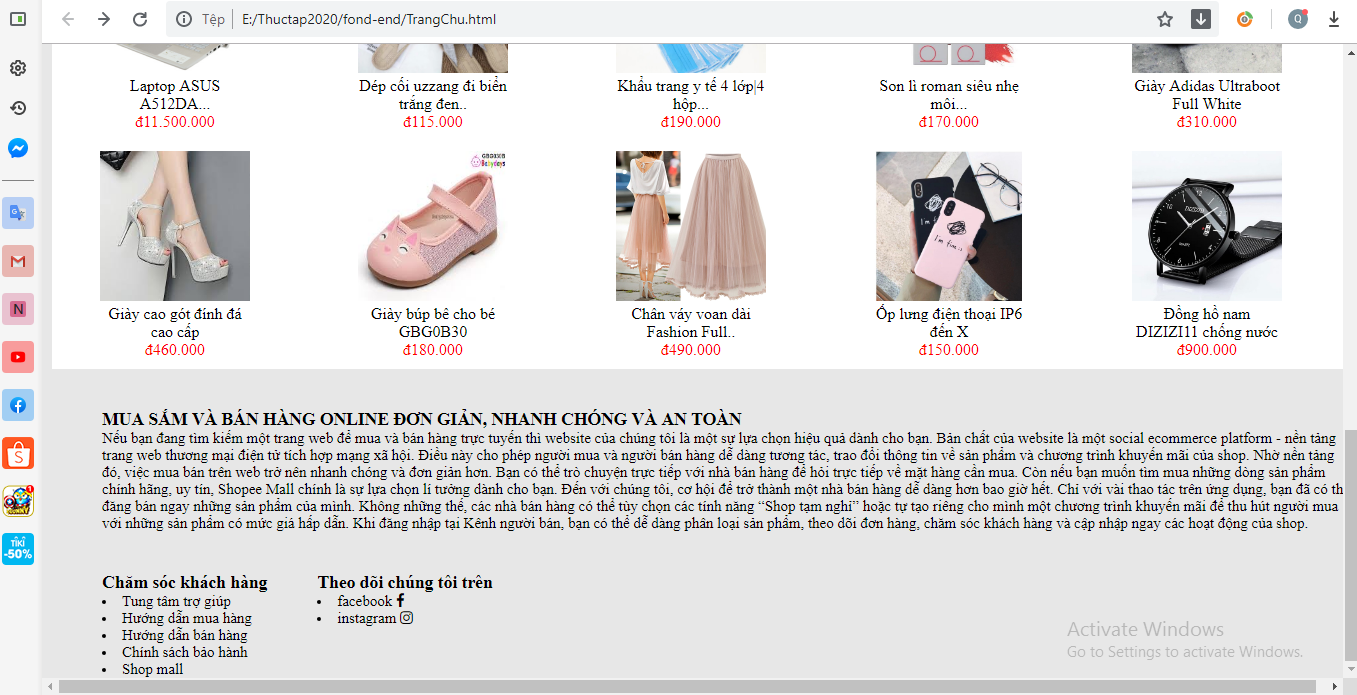 Tệp
E:/Thuctap2020/fond-end/TrangChu.html
Q
Laptop ASUS
A512DA...
đ11.500.000
Dép cối uzzang đi biển
trắng đen..
đ115.000
Khẩu trang y tế 4 lớp|4
hộp...
đ190.000
Son lì roman siêu nhẹ
môi...
đ170.000
Giày Adidas Ultraboot
Full White
đ310.000
GBG0B30
Babydays
I'm fine
Giày cao gót đính đá
cao cấp
đ460.000
Giày búp bê cho bé
GBG0B30
đ180.000
Chân váy voan dài
Fashion Full..
đ490.000
Ốp lưng điện thoại IP6
đến X
đ150.000
Đồng hồ nam
DIZIZI11 chống nước
đ900.000
MUA SẮM VÀ BÁN HÀNG ONLINE ĐƠN GIẢN, NHANH CHÓNG VÀ AN TOÀN
Nếu bạn đang tìm kiếm một trang web để mua và bán hàng trực tuyến thì website của chúng tôi là một sự lựa chọn hiệu quả dành cho bạn. Bản chất của website là một social ecommerce platform - nền tảng
trang web thương mại điện tử tích hợp mạng xã hội. Điều này cho phép người mua và người bán hàng dễ dàng tương tác, trao đổi thông tin về sản phẩm và chương trình khuyến mãi của shop. Nhờ nền tảng
đó, việc mua bán trên web trở nên nhanh chóng và đơn giản hơn. Bạn có thể trò chuyện trực tiếp với nhà bán hàng để hỏi trực tiếp về mặt hàng cần mua. Còn nếu bạn muốn tìm mua những dòng sản phẩm
chính hãng, uy tín, Shopee Mall chính là sự lựa chọn lí tưởng dành cho bạn. Đến với chúng tôi, cơ hội để trở thành một nhà bán hàng dễ dàng hơn bao giờ hết. Chỉ với vài thao tác trên ứng dụng, bạn đã có th
đăng bán ngay những sản phẩm của mình. Không những thế, các nhà bán hàng có thể tùy chọn các tính năng “Shop tạm nghỉ” hoặc tự tạo riêng cho mình một chương trình khuyến mãi để thu hút người mua
với những sản phẩm có mức giá hấp dẫn. Khi đăng nhập tại Kênh người bán, bạn có thể dễ dàng phân loại sản phẩm, theo dõi đơn hàng, chăm sóc khách hàng và cập nhập ngay các hoạt động của shop.
Chăm sóc khách hàng
Tung tâm trợ giúp
Hướng dẫn mua hàng
Hướng dẫn bán hàng
Chính sách bảo hành
Shop mall
Theo dõi chúng tôi trên
facebook
instagram
Activate Windows
Go to Settings to activate Windows.
N
TIKI
-50%